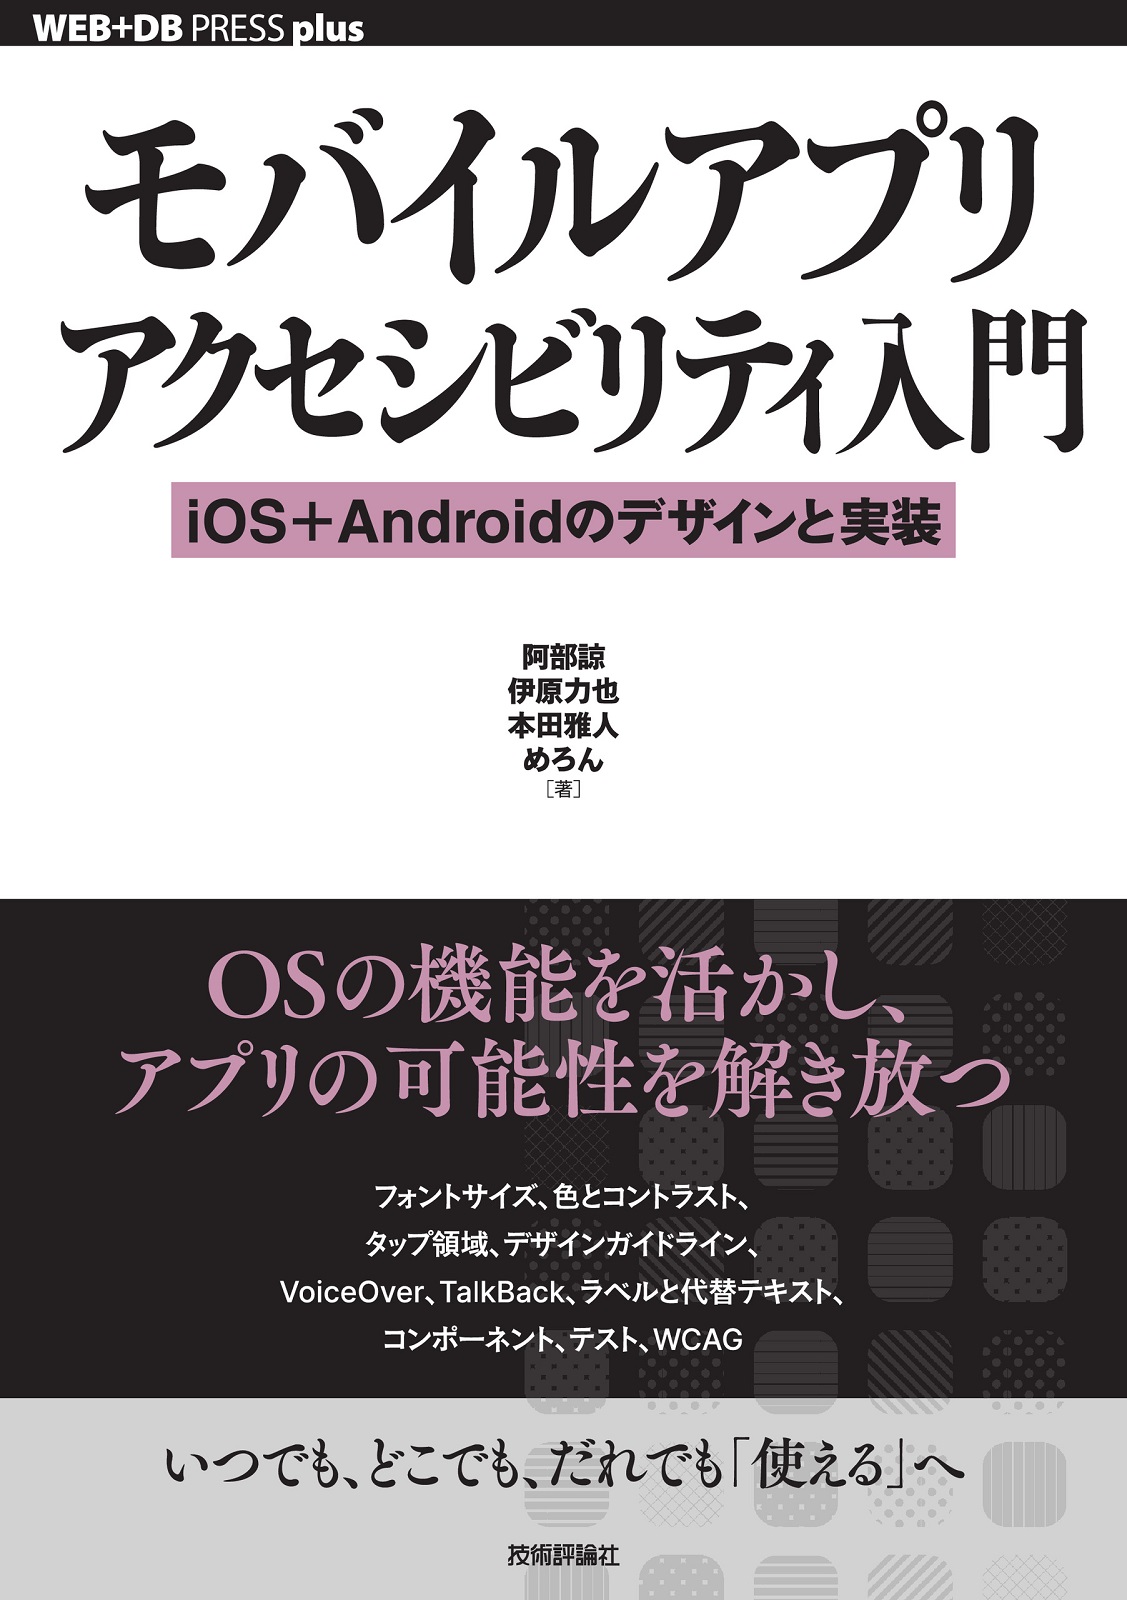 WEB+DB PRESS plus
モバイルアプリ
アクセシビリティ入門
iOS+Androidのデザインと実装
阿部諒
伊原力也
本田雅人
めろん
[著]
OSの機能を活かし、
アプリの可能性を解き放つ
フォントサイズ、色とコントラスト、
タップ領域、デザインガイドライン、
VoiceOver、TalkBack、ラベルと代替テキスト、
コンポーネント、テスト、WCAG
いつでも、どこでも、だれでも「使える」へ
技術評論社